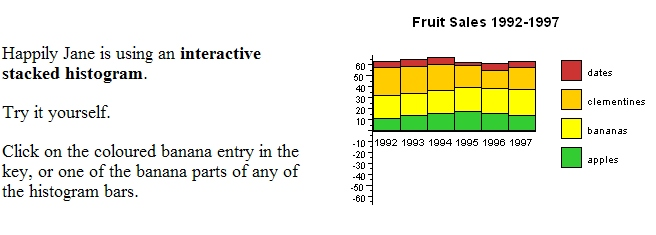 Fruit Sales 1992-1997
Happily Jane is using an interactive
stacked histogram.
Try it yourself.
Click on the coloured banana entry in the
key, or one of the banana parts of any of
the histogram bars.
60
50
40
30
20
10
-10
-20
-30
-40
-50
-60
1992 1993 1994 1995 1996 1997
dates
clementines
bananas
apples